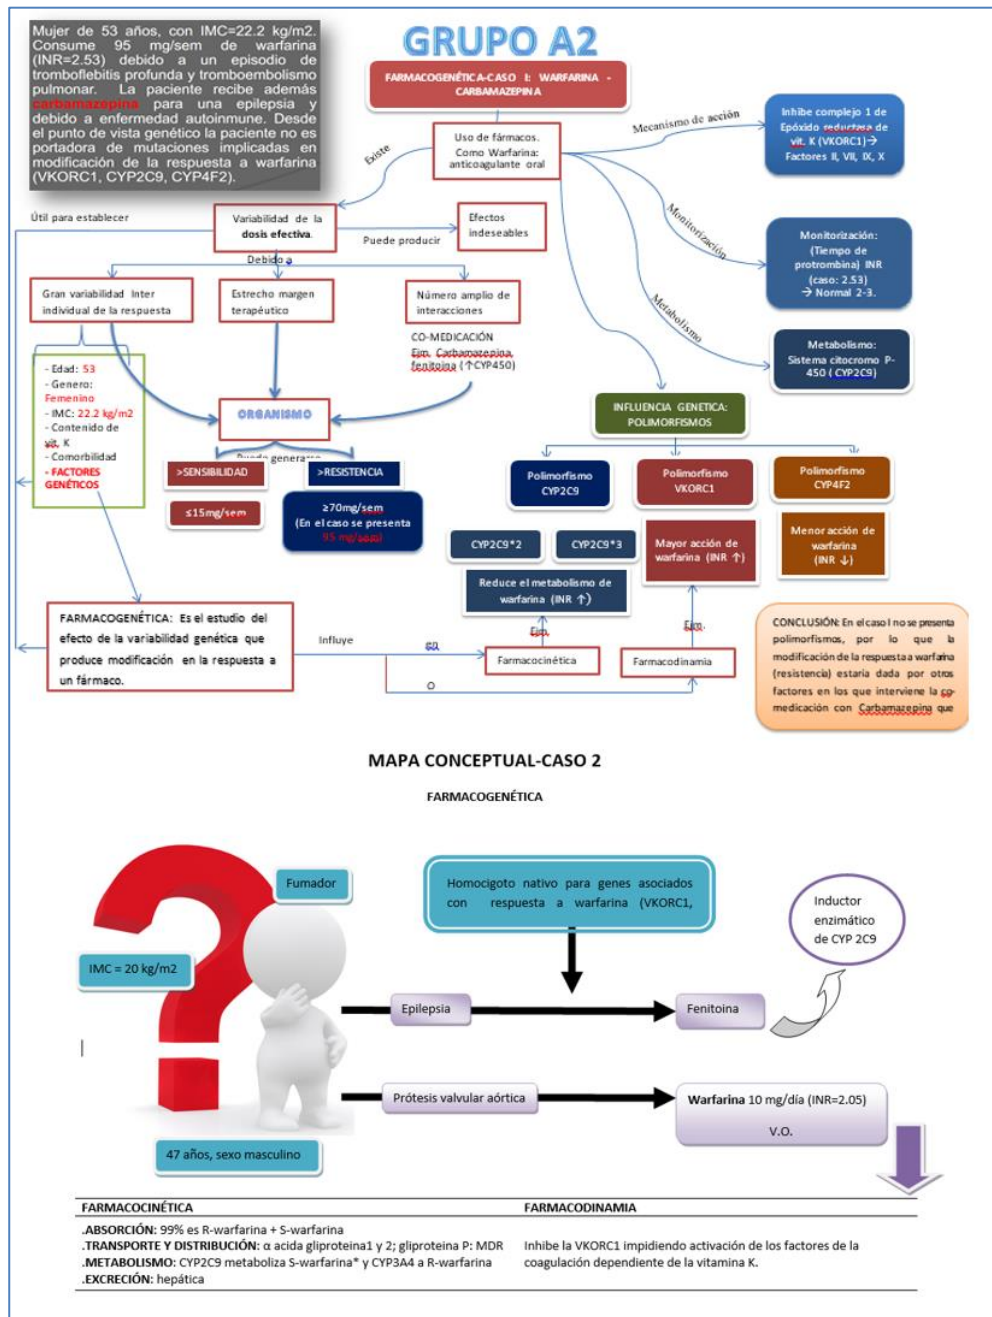 Mujer de 53 años, con IMC=22.2 kg/m2.
Consume 95 mg/sem de warfarina
(INR=2.53) debido a un episodio de
tromboflebitis profunda y tromboembolismo
pulmonar. La paciente recibe además
carbamazepina para una epilepsia y
debido a enfermedad autoinmune. Desde
el punto de vista genético la paciente no es
portadora de mutaciones implicadas en
modificación de la respuesta a warfarina
(VKORC1, CYP2C9, CYP4F2).
GRUPO A2
FARMACOGENÉTICA-CASO I: WARFARINA -
CARBAMAZEPINA
Uso de fármacos.
Como Warfarina:
anticoagulante oral
Mecanismo de acción
Inhibe complejo 1 de
Epóxido reductasa de
vit. K (VKORC1)→
Factores II, VII, IX, X
Existe
Útil para establecer
Variabilidad de la
dosis efectiva.
Puede producir
Efectos
indeseables
Monitorización
Monitorización:
(Tiempo de
protrombina) INR
(caso: 2.53)
→ Normal 2-3.
Debido a
Gran variabilidad Inter
individual de la respuesta
Estrecho margen
terapéutico
Número amplio de
interacciones
Metabolismo
Metabolismo:
Sistema citocromo P-
450 ( CYP2C9)
CO-MEDICACIÓN
Ejm. Carbamazepina,
fenitoina (↑CYP450)
- Edad: 53
- Genero:
Femenino
- IMC: 22.2 kg/m2
- Contenido de
vit. K
- Comorbilidad
- FACTORES
GENÉTICOS
ORGANISMO
Puede generarse
INFLUENCIA GENETICA:
POLIMORFISMOS
>SENSIBILIDAD
>RESISTENCIA
≤15mg/sem
≥70mg/sem
(En el caso se presenta
95 mg/sem)
Polimorfismo
CYP2C9
Polimorfismo
VKORC1
Polimorfismo
CYP4F2
CYP2C9*2
CYP2C9*3
Reduce el metabolismo de
warfarina (INR ↑)
Mayor acción de
warfarina (INR ↑)
Menor acción de
warfarina
(INR ↓)
FARMACOGENÉTICA: Es el estudio del
efecto de la variabilidad genética que
produce modificación en la respuesta a
un fármaco.
Influye
en
O
Ejm.
Ejm.
Farmacocinética
Farmacodinamia
CONCLUSIÓN: En el caso I no se presenta
polimorfismos, por lo que la
modificación de la respuesta a warfarina
(resistencia) estaría dada por otros
factores en los que interviene la co-
medicación con Carbamazepina que
MAPA CONCEPTUAL-CASO 2
FARMACOGENÉTICA
Fumador
IMC = 20 kg/m2
47 años, sexo masculino
Homocigoto nativo para genes asociados
con respuesta a warfarina (VKORC1,
Inductor
enzimático
de CYP 2C9
Epilepsia
Fenitoina
Prótesis valvular aórtica
Warfarina 10 mg/día (INR=2.05)
V.O.
FARMACOCINÉTICA
.ABSORCIÓN: 99% es R-warfarina + S-warfarina
.TRANSPORTE Y DISTRIBUCIÓN: α acida gliproteina1 y 2; gliproteina P: MDR
.METABOLISMO: CYP2C9 metaboliza S-warfarina* y CYP3A4 a R-warfarina
.EXCRECIÓN: hepática
FARMACODINAMIA
Inhibe la VKORC1 impidiendo activación de los factores de la
coagulación dependiente de la vitamina K.